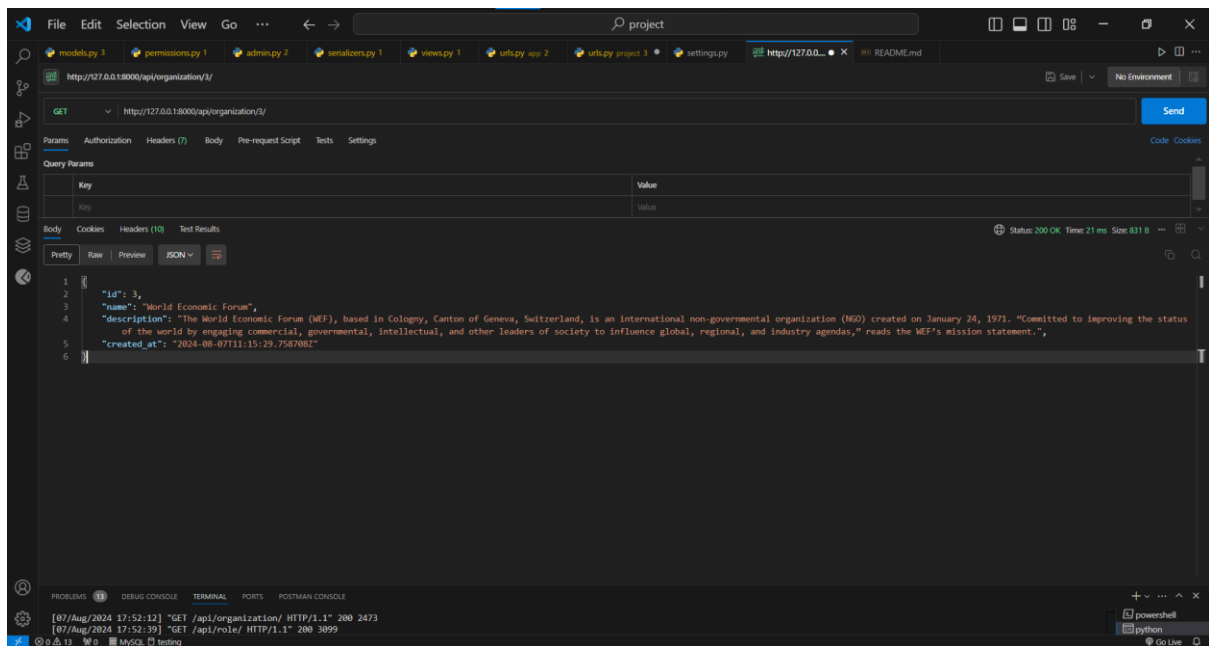 File Edit Selection View Go ··· ← → project
models.py 3 permissions.py 1 admin.py 2 serializers.py 1 views.py 1 urls.py app 2 urls.py project 3 settings.py http://127.0.0.... README.md
http://127.0.0.1:8000/api/organization/3/ Save No Environment
GET http://127.0.0.1:8000/api/organization/3/ Send
Params Authorization Headers (7) Body Pre-request Script Tests Settings Code Cookies
Query Params
Key Value
Key Value
Body Cookies Headers (10) Test Results Status: 200 OK Time: 21 ms Size: 831 B
Pretty Raw Preview JSON
1 {
2 "id": 3,
3 "name": "World Economic Forum",
4 "description": "The World Economic Forum (WEF), based in Cologny, Canton of Geneva, Switzerland, is an international non-governmental organization (NGO) created on January 24, 1971. “Committed to improving the status
of the world by engaging commercial, governmental, intellectual, and other leaders of society to influence global, regional, and industry agendas,” reads the WEF’s mission statement.",
5 "created_at": "2024-08-07T11:15:29.758708Z"
6 }
PROBLEMS 13 DEBUG CONSOLE TERMINAL PORTS POSTMAN CONSOLE
[07/Aug/2024 17:52:12] "GET /api/organization/ HTTP/1.1" 200 2473 powershell
[07/Aug/2024 17:52:39] "GET /api/role/ HTTP/1.1" 200 3099 python
0 13 0 MySQL testing Go Live